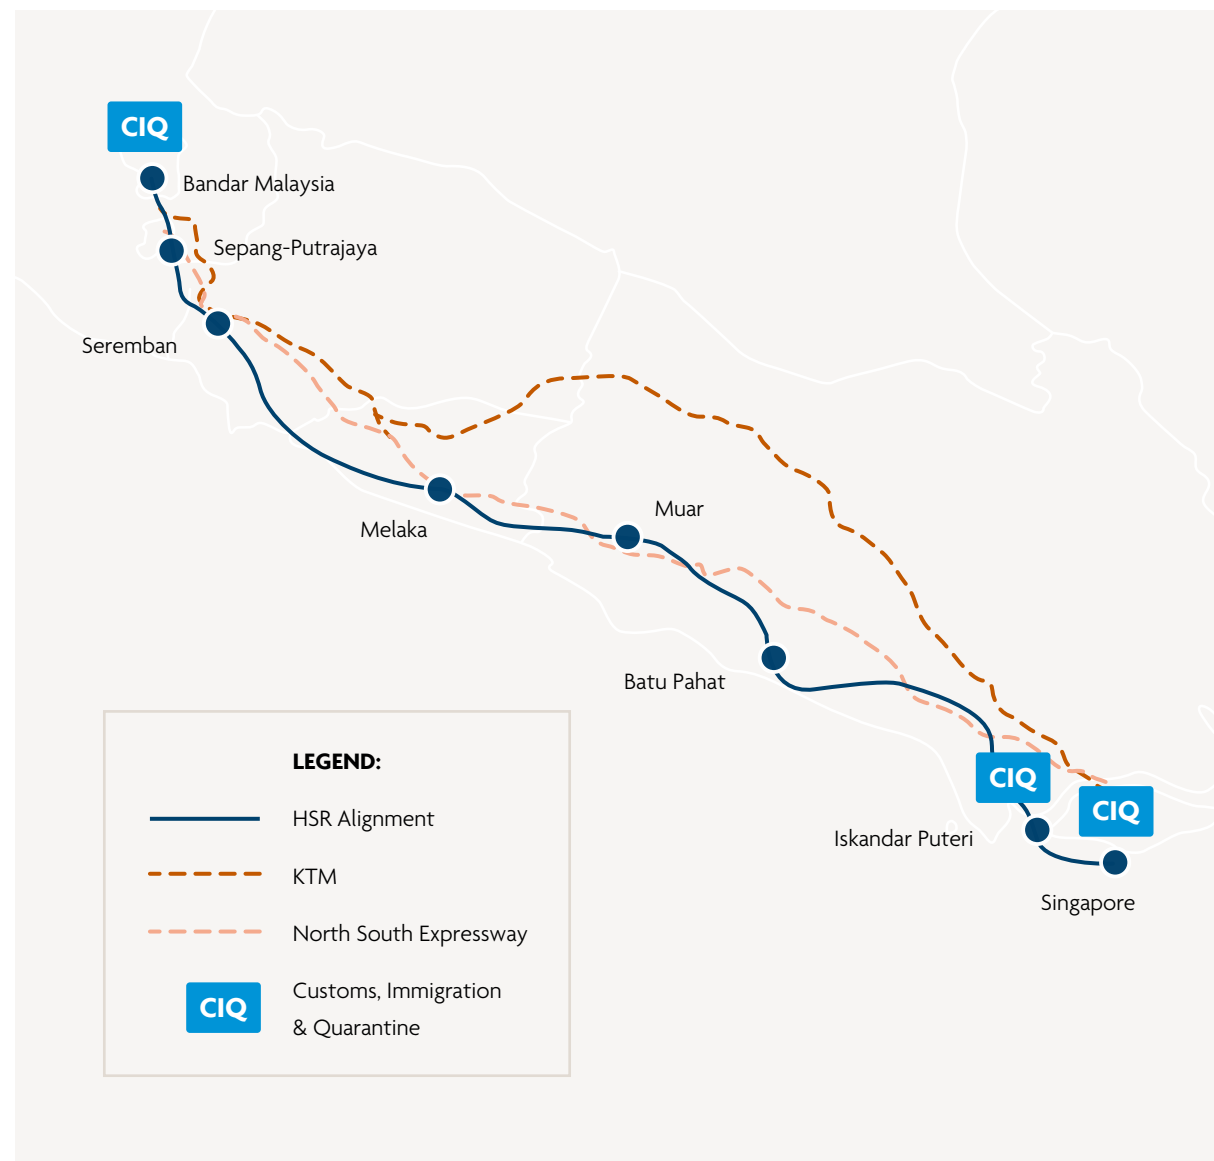 CIQ
Bandar Malaysia
Sepang-Putrajaya
Seremban
Melaka
Muar
Batu Pahat
CIQ
CIQ
Iskandar Puteri
Singapore
LEGEND:
HSR Alignment
KTM
North South Expressway
CIQ
Customs, Immigration
& Quarantine